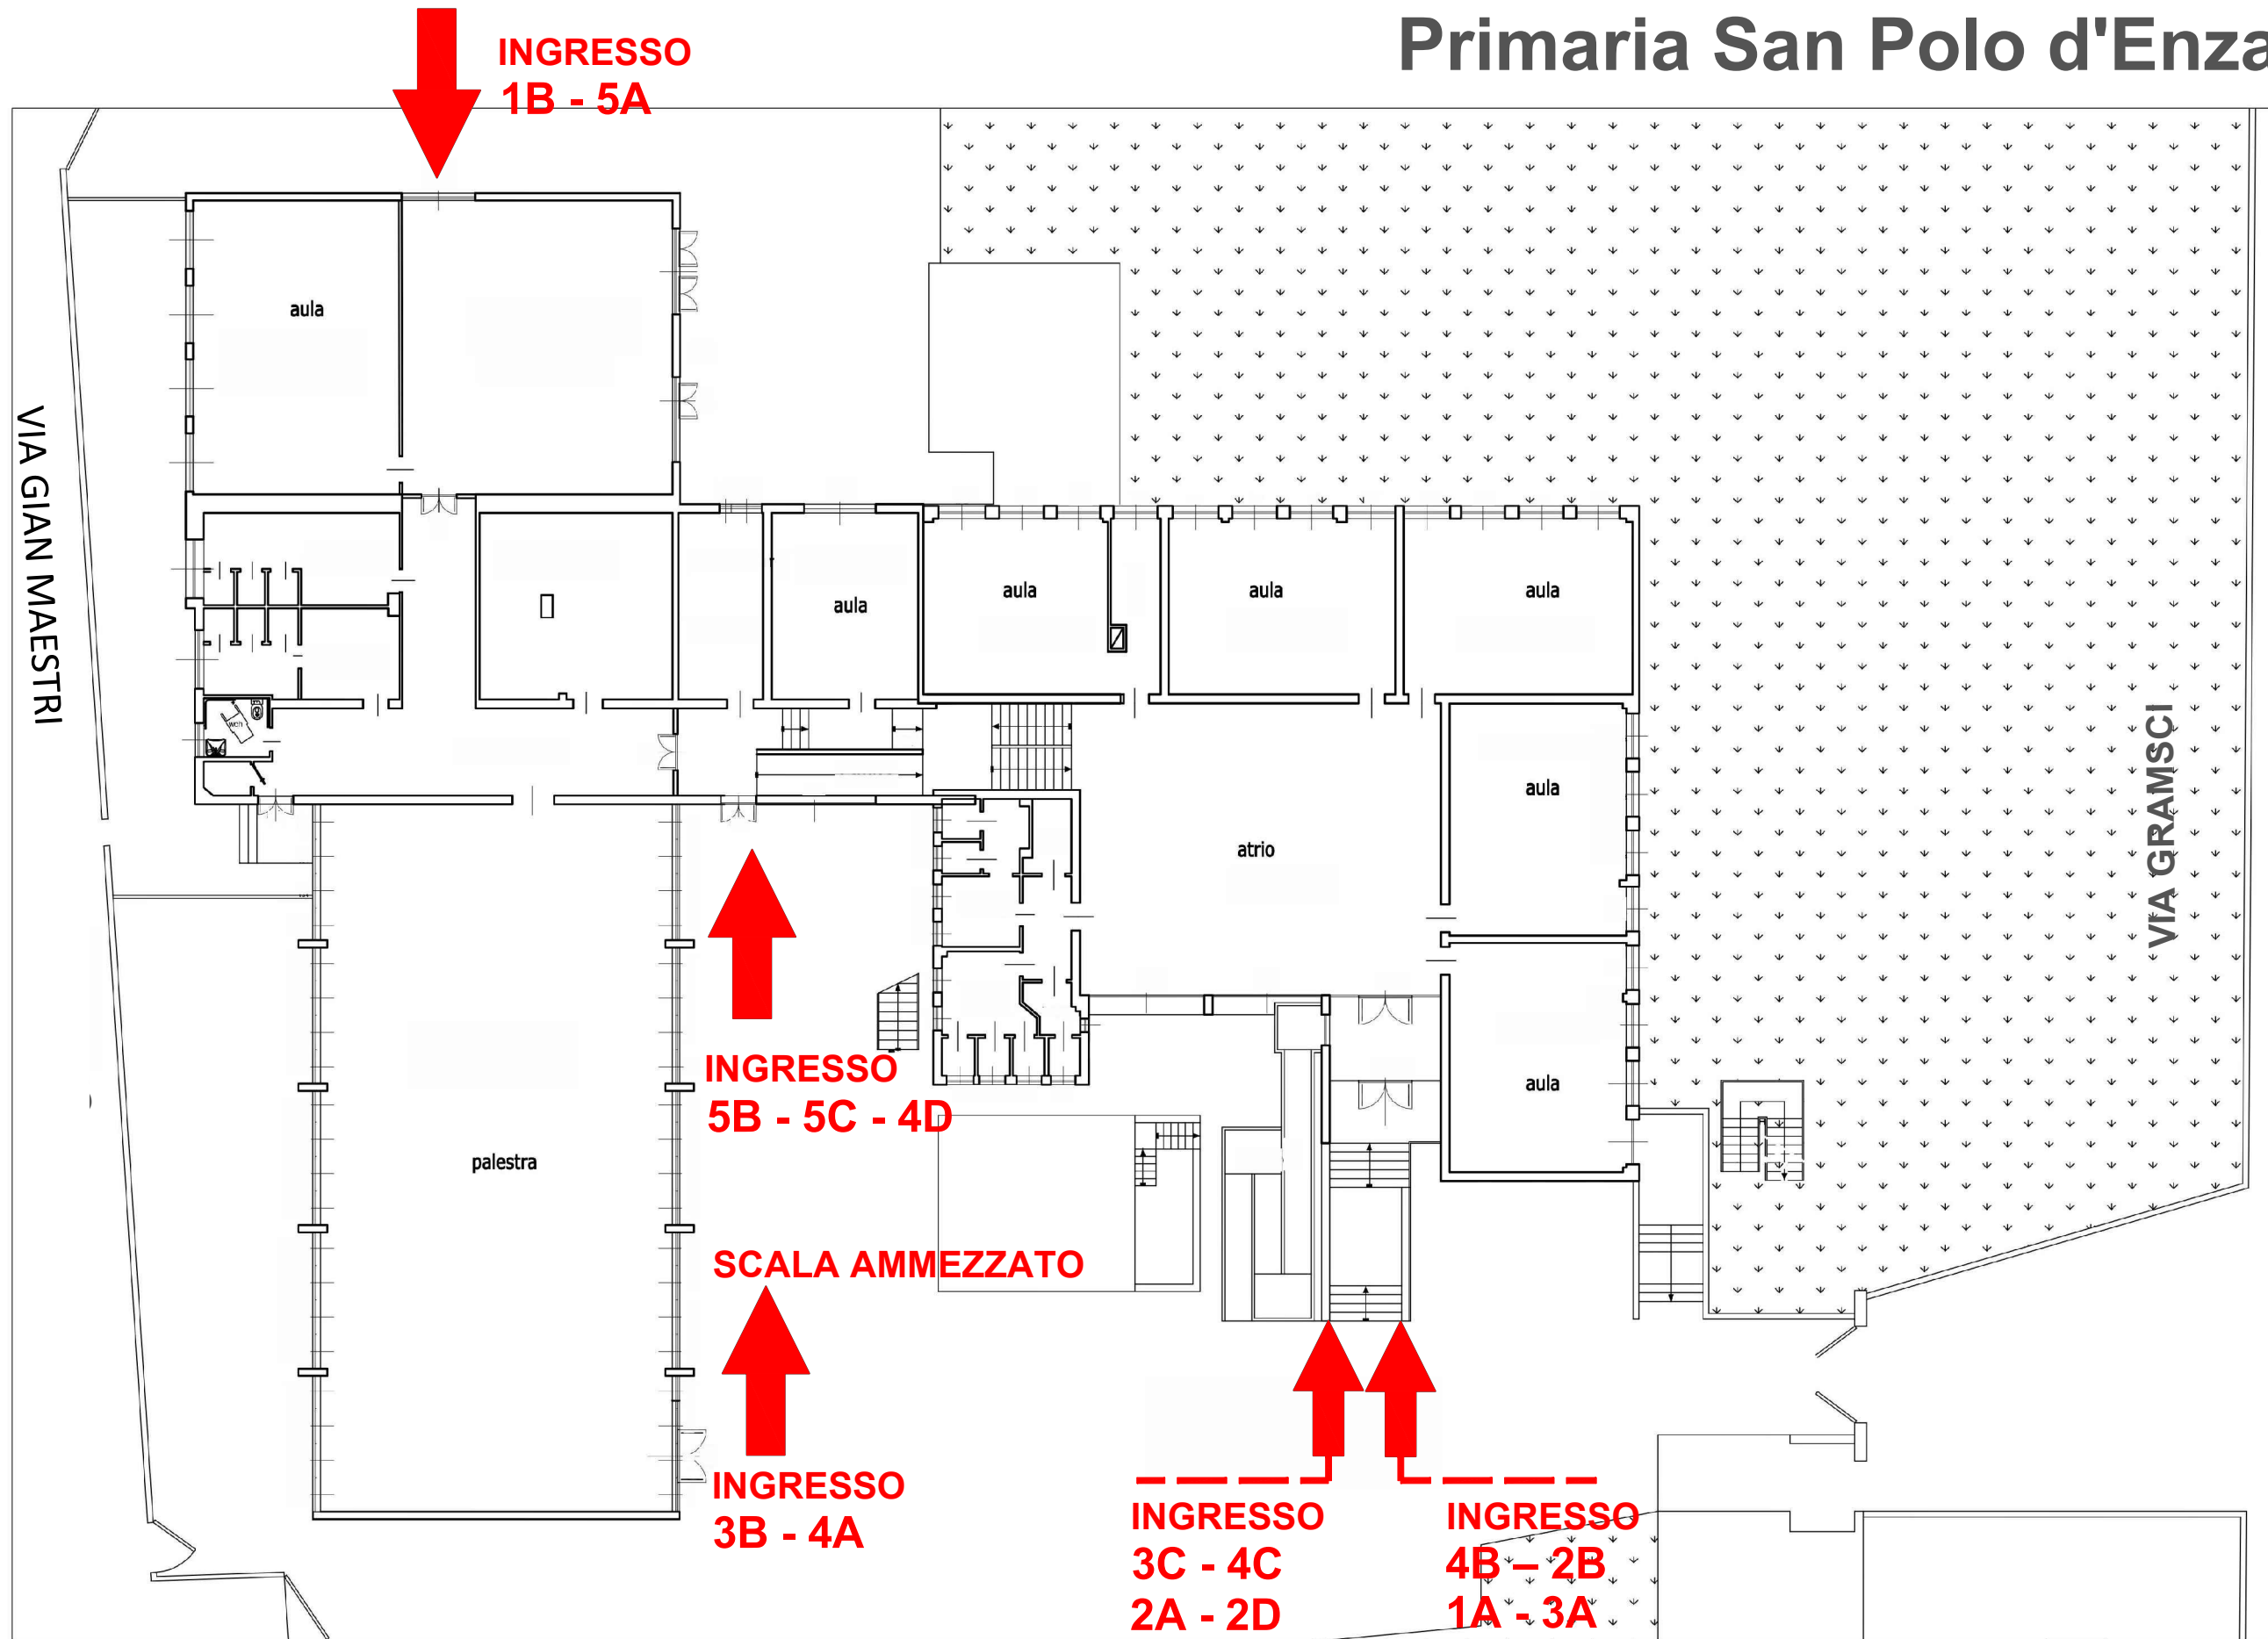 Primaria San Polo d'Enza
INGRESSO
1B - 5A
VIA GIAN MAESTRI
aula
aula
aula
aula
aula
aula
atrio
aula
palestra
VIA GRAMSCI
INGRESSO
5B - 5C - 4D
SCALA AMMEZZATO
INGRESSO
3B - 4A
INGRESSO
3C - 4C
2A - 2D
INGRESSO
4B – 2B
1A - 3A